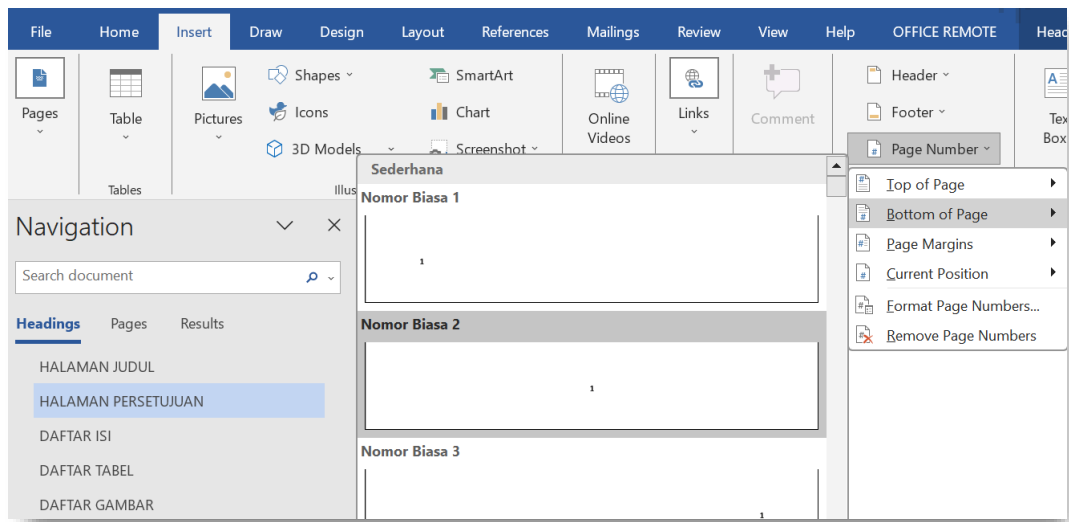 File Home Insert Draw Design Layout References Mailings Review View Help OFFICE REMOTE Head
Pages
Table
Tables
Pictures
Shapes
Icons
3D Models
SmartArt
Chart
Screenshot
Illus
Online
Videos
Links
Comment
Header
Footer
Page Number
Tex
Box
Top of Page
Bottom of Page
Page Margins
Current Position
Format Page Numbers...
Remove Page Numbers
Sederhana
Nomor Biasa 1
1
Nomor Biasa 2
1
Nomor Biasa 3
1
Navigation
Search document
Headings Pages Results
HALAMAN JUDUL
HALAMAN PERSETUJUAN
DAFTAR ISI
DAFTAR TABEL
DAFTAR GAMBAR